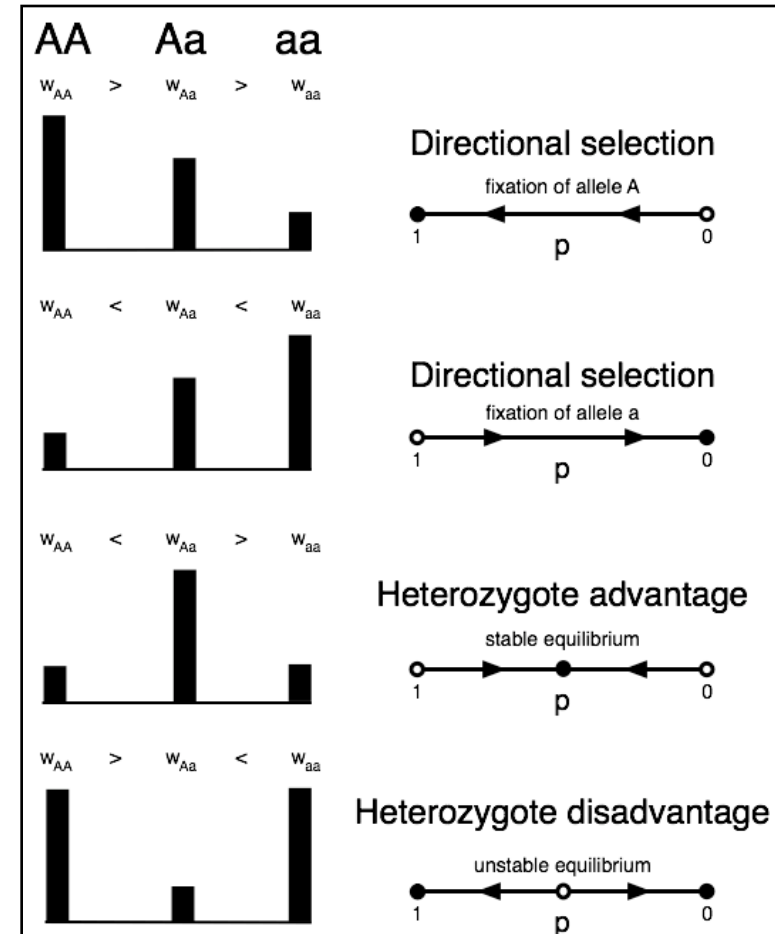 AA Aa aa
wAA > wAa > waa
Directional selection
fixation of allele A
1 0
p
wAA < wAa < waa
Directional selection
fixation of allele a
1 0
p
wAA < wAa > waa
Heterozygote advantage
stable equilibrium
1 0
p
wAA > wAa < waa
Heterozygote disadvantage
unstable equilibrium
1 0
p